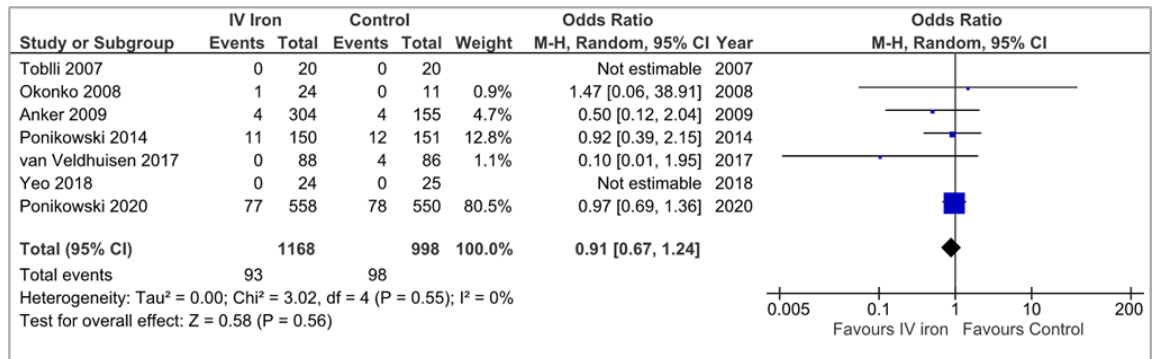 IV Iron Control Odds Ratio Odds Ratio
Study or Subgroup Events Total Events Total Weight M-H, Random, 95% CI Year M-H, Random, 95% CI
Toblli 2007 0 20 0 20 Not estimable 2007
Okonko 2008 1 24 0 11 0.9% 1.47 [0.06, 38.91] 2008
Anker 2009 4 304 4 155 4.7% 0.50 [0.12, 2.04] 2009
Ponikowski 2014 11 150 12 151 12.8% 0.92 [0.39, 2.15] 2014
van Veldhuisen 2017 0 88 4 86 1.1% 0.10 [0.01, 1.95] 2017
Yeo 2018 0 24 0 25 Not estimable 2018
Ponikowski 2020 77 558 78 550 80.5% 0.97 [0.69, 1.36] 2020
Total (95% CI) 1168 998 100.0% 0.91 [0.67, 1.24]
Total events 93 98
Heterogeneity: Tau² = 0.00; Chi² = 3.02, df = 4 (P = 0.55); I² = 0%
Test for overall effect: Z = 0.58 (P = 0.56)
0.005 0.1 1 10 200
Favours IV iron Favours Control